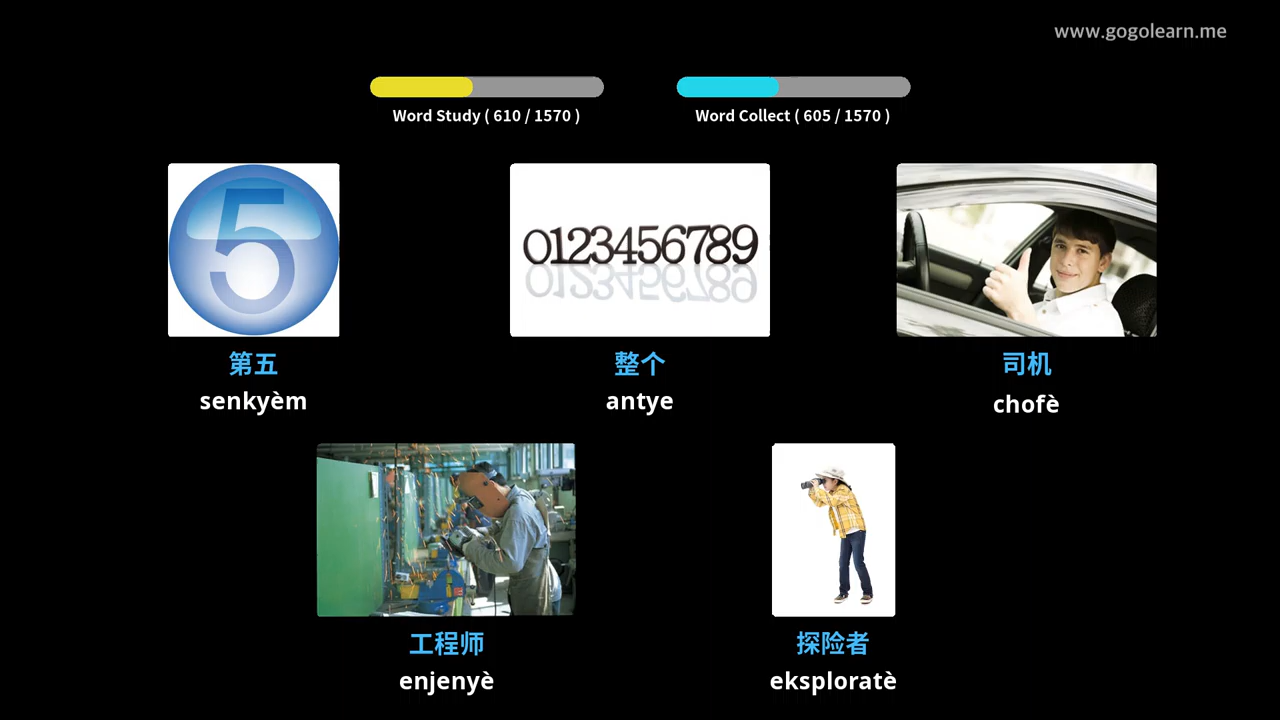 www.gogolearn.me
Word Study ( 610 / 1570 )
Word Collect ( 605 / 1570 )
5
0123456789
第五
senkyèm
整个
antye
司机
chofè
工程师
enjenyè
探险者
eksploratè